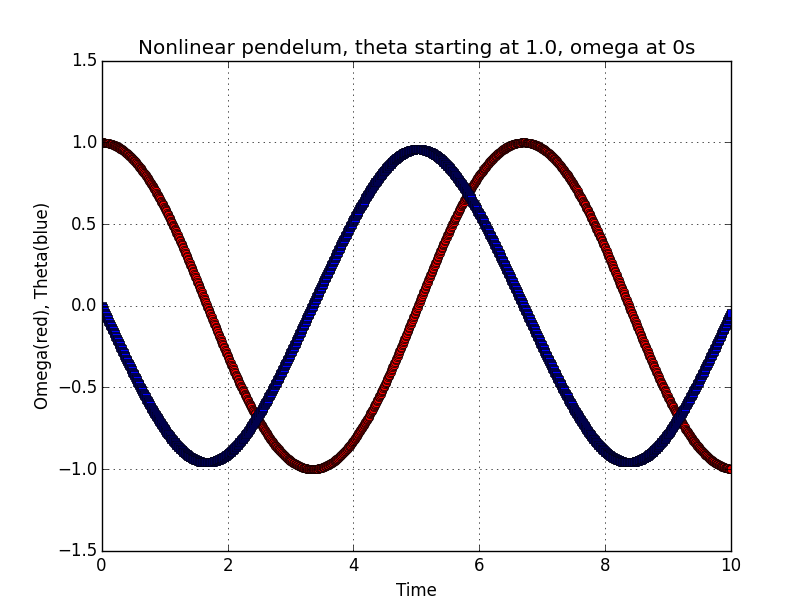 Nonlinear pendelum, theta starting at 1.0, omega at 0s
1.5
1.0
0.5
0.0
−0.5
−1.0
−1.5
Omega(red), Theta(blue)
0 2 4 6 8 10
Time